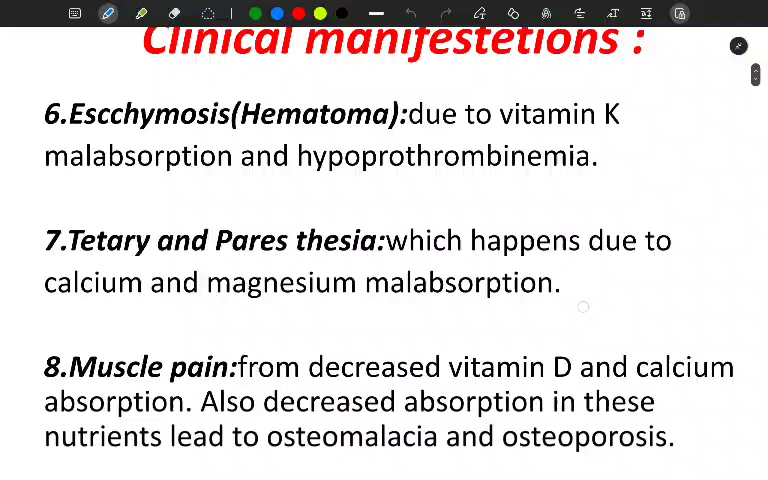 Clinical manifestetions :
6.Escchymosis(Hematoma):due to vitamin K
malabsorption and hypoprothrombinemia.
7.Tetary and Pares thesia:which happens due to
calcium and magnesium malabsorption.
8.Muscle pain:from decreased vitamin D and calcium
absorption. Also decreased absorption in these
nutrients lead to osteomalacia and osteoporosis.